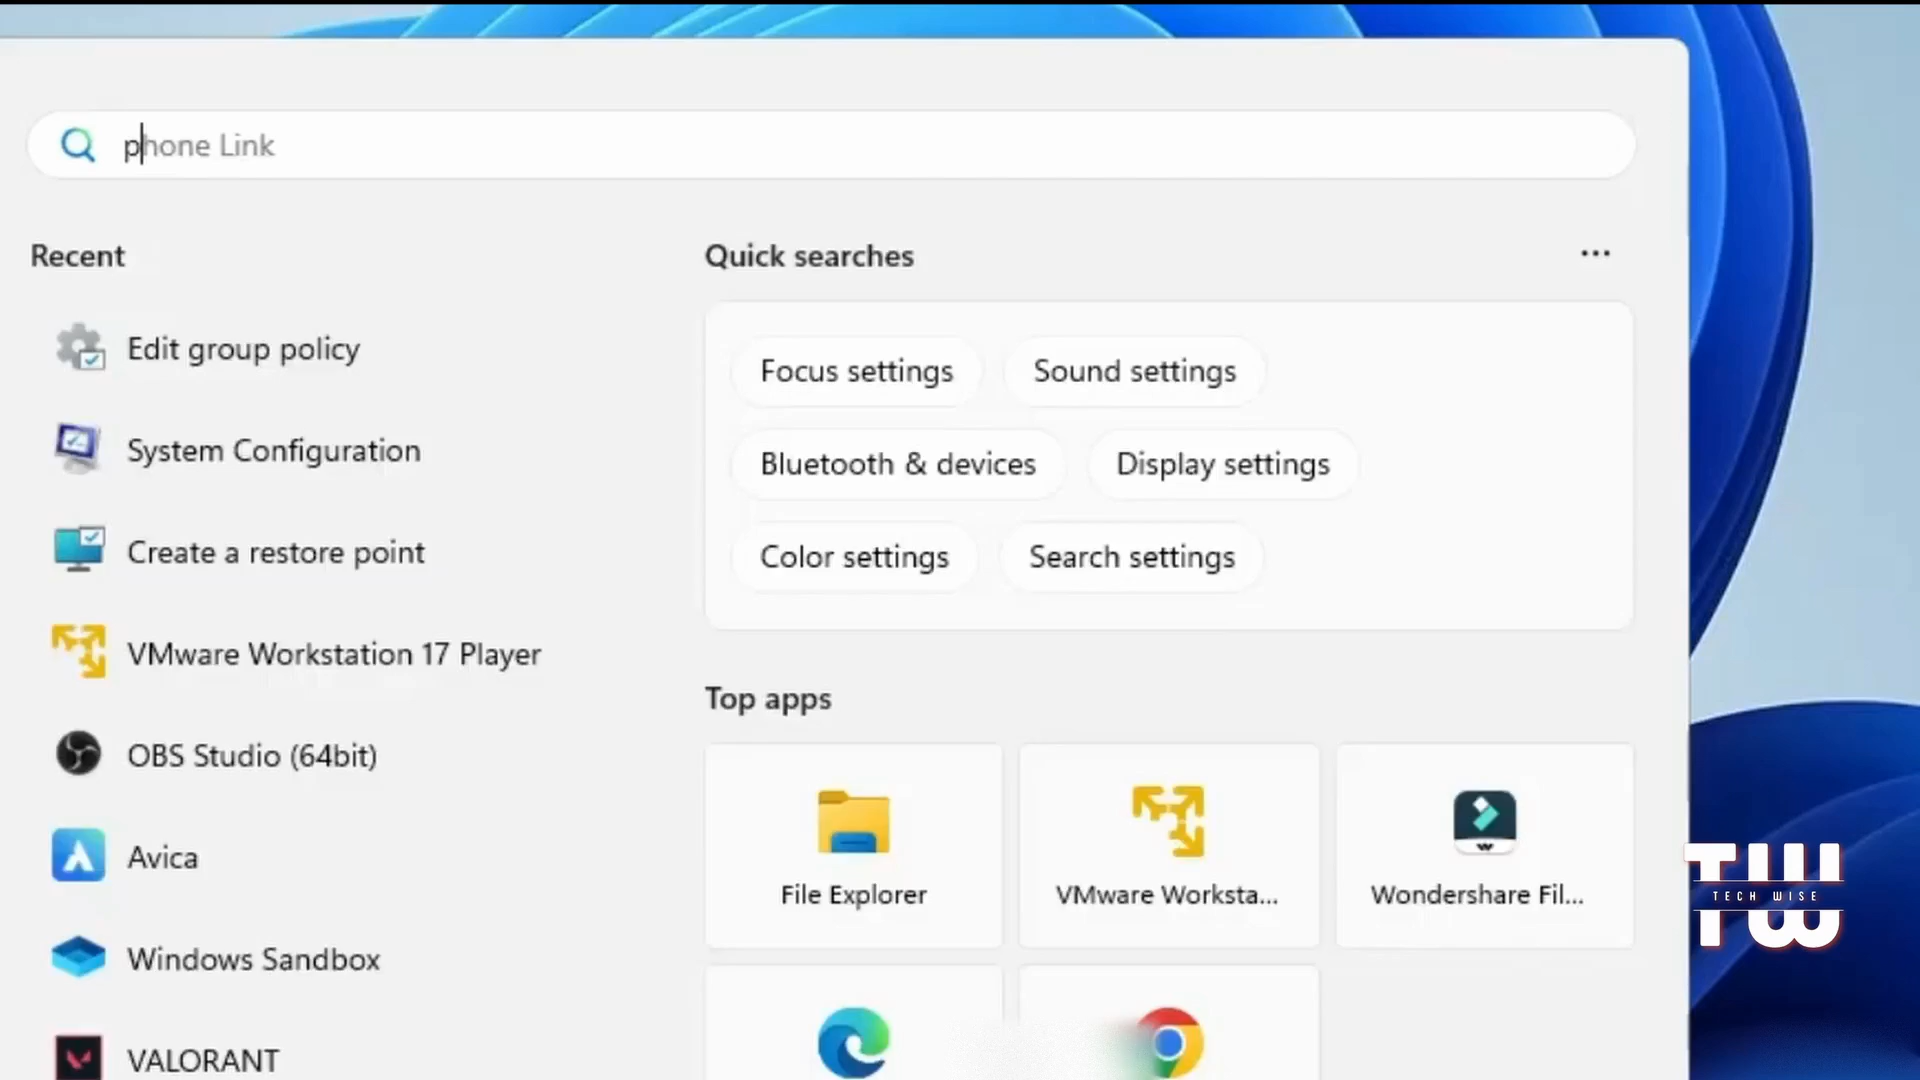 phone Link
Recent
Quick searches
Edit group policy
System Configuration
Create a restore point
VMware Workstation 17 Player
OBS Studio (64bit)
Avica
Windows Sandbox
VALORANT
Focus settings
Sound settings
Bluetooth & devices
Display settings
Color settings
Search settings
Top apps
File Explorer
VMware Worksta...
Wondershare Fil...
TW
TECH WISE